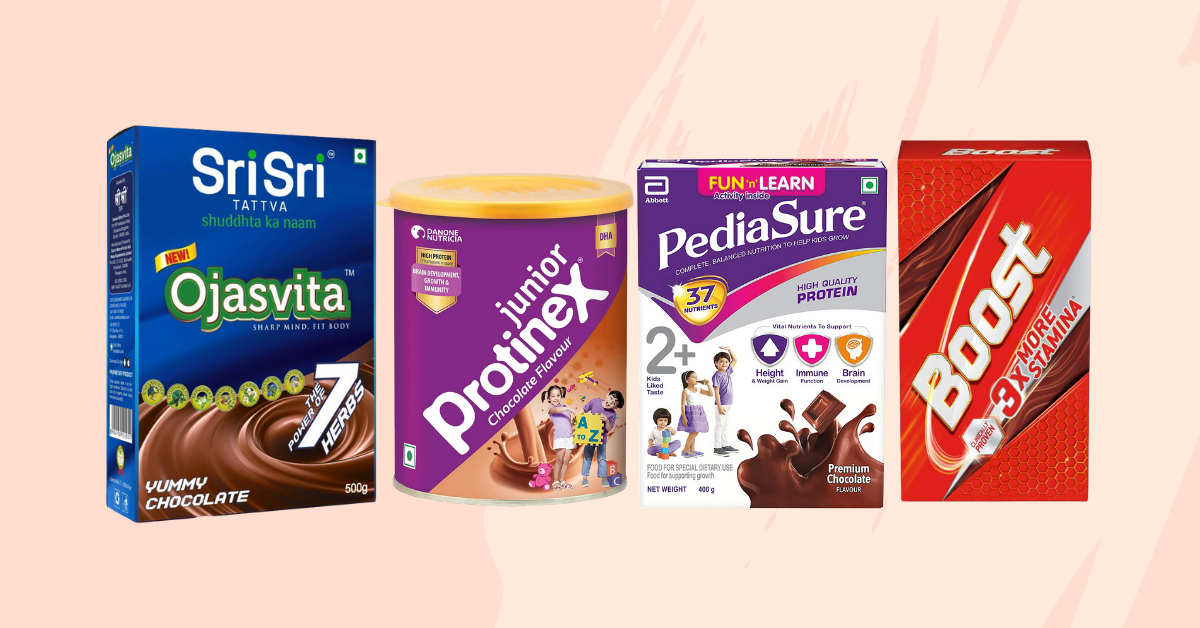 Ojasvita
SriSri
TATTVA
shuddhta ka naam
NEW!
Ojasvita™
SHARP MIND, FIT BODY
THE
POWER OF
7
HERBS
YUMMY
CHOCOLATE
500g
DANONE
NUTRICIA
DHA
HIGH PROTEIN
BRAIN DEVELOPMENT,
GROWTH &
IMMUNITY
junior
protinex®
Chocolate Flavour
A
TO Z
B
C
Abbott
FUN 'n' LEARN
Activity Inside
PediaSure®
COMPLETE, BALANCED NUTRITION TO HELP KIDS GROW
37
NUTRIENTS
HIGH QUALITY
PROTEIN
2+
Kids
Liked
Taste
Vital Nutrients To Support
Height
& Weight Gain
Immune
Function
Brain
Development
FOOD FOR SPECIAL DIETARY USE
Food for supporting growth
NET WEIGHT 400 g
Premium
Chocolate
FLAVOUR
Boost
Boost
CLINICALLY
PROVEN
3X MORE
STAMINA*